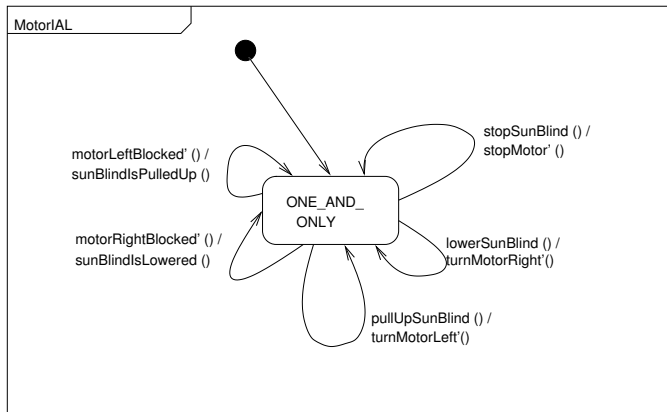 MotorIAL
motorLeftBlocked' () /
sunBlindIsPulledUp ()
stopSunBlind () /
stopMotor' ()
ONE_AND_
ONLY
motorRightBlocked' () /
sunBlindIsLowered ()
lowerSunBlind () /
turnMotorRight'()
pullUpSunBlind () /
turnMotorLeft'()